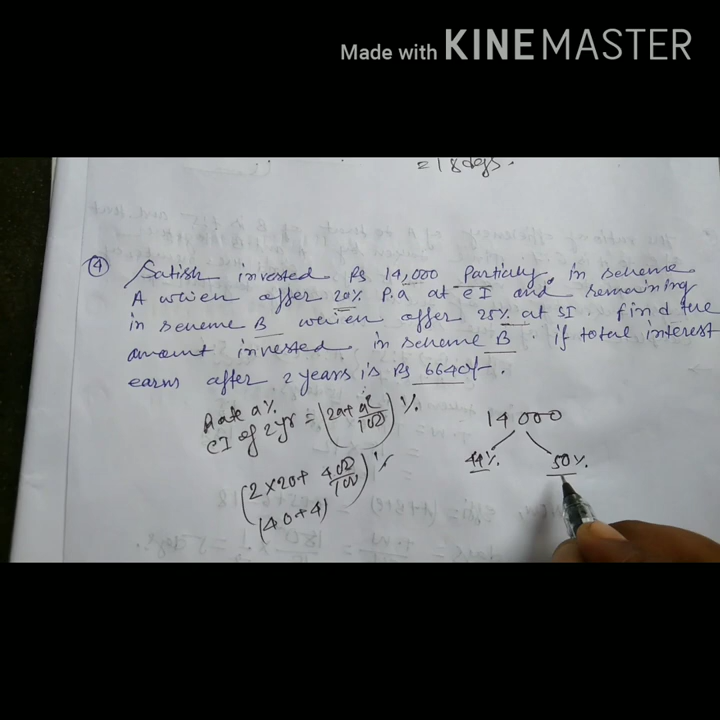 Made with KINEMASTER
= 18 days.
④ Satish invested Rs 14,000 Partially in scheme
A which offer 20% P.a at CI and remaining
in scheme B which offer 25% at SI. find the
amount invested in scheme B. if total interest
earn after 2 years is Rs 6640/-.
Rate a%
CI of 2yr = (2a + a²/100)%
(2×20 + 400/100)%
(40+4)
14000
44% 50%